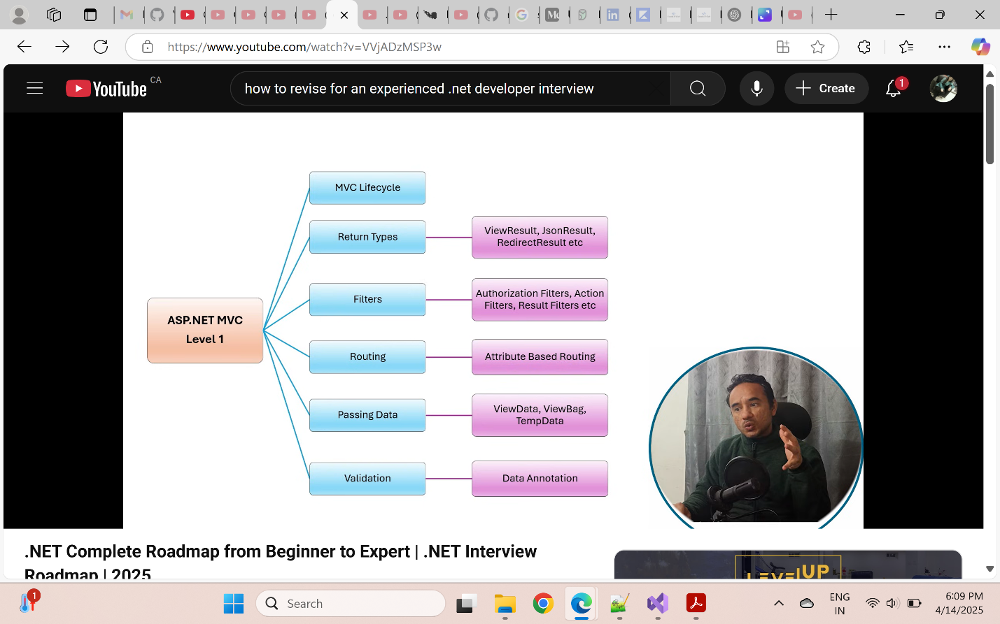 https://www.youtube.com/watch?v=VVjADzMSP3w
YouTube CA
how to revise for an experienced .net developer interview
Create
1
MVC Lifecycle
Return Types
ViewResult, JsonResult,
RedirectResult etc
Filters
Authorization Filters, Action
Filters, Result Filters etc
ASP.NET MVC
Level 1
Routing
Attribute Based Routing
Passing Data
ViewData, ViewBag,
TempData
Validation
Data Annotation
.NET Complete Roadmap from Beginner to Expert | .NET Interview
Roadmap | 2025
LEVELUP
1
Search
ENG
IN
6:09 PM
4/14/2025